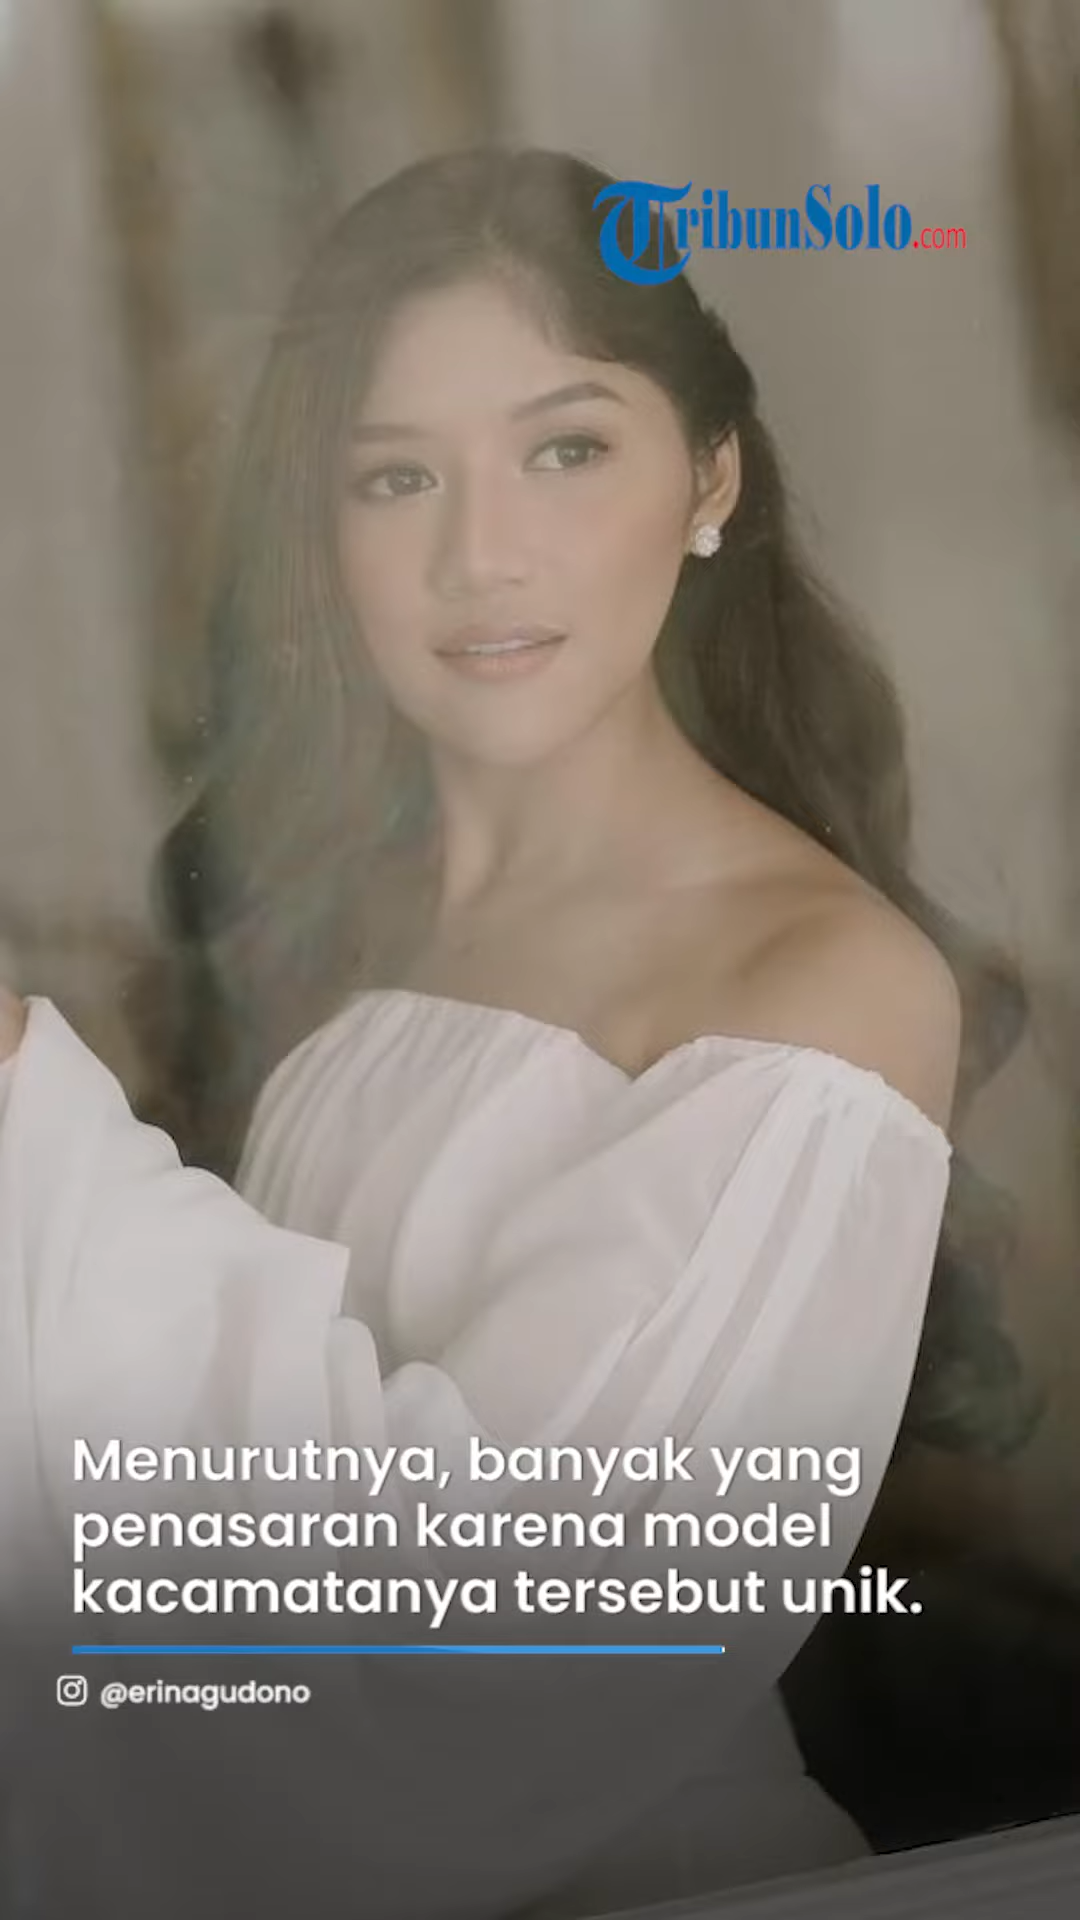 TribunSolo.com
Menurutnya, banyak yang
penasaran karena model
kacamatanya tersebut unik.
@erinagudono